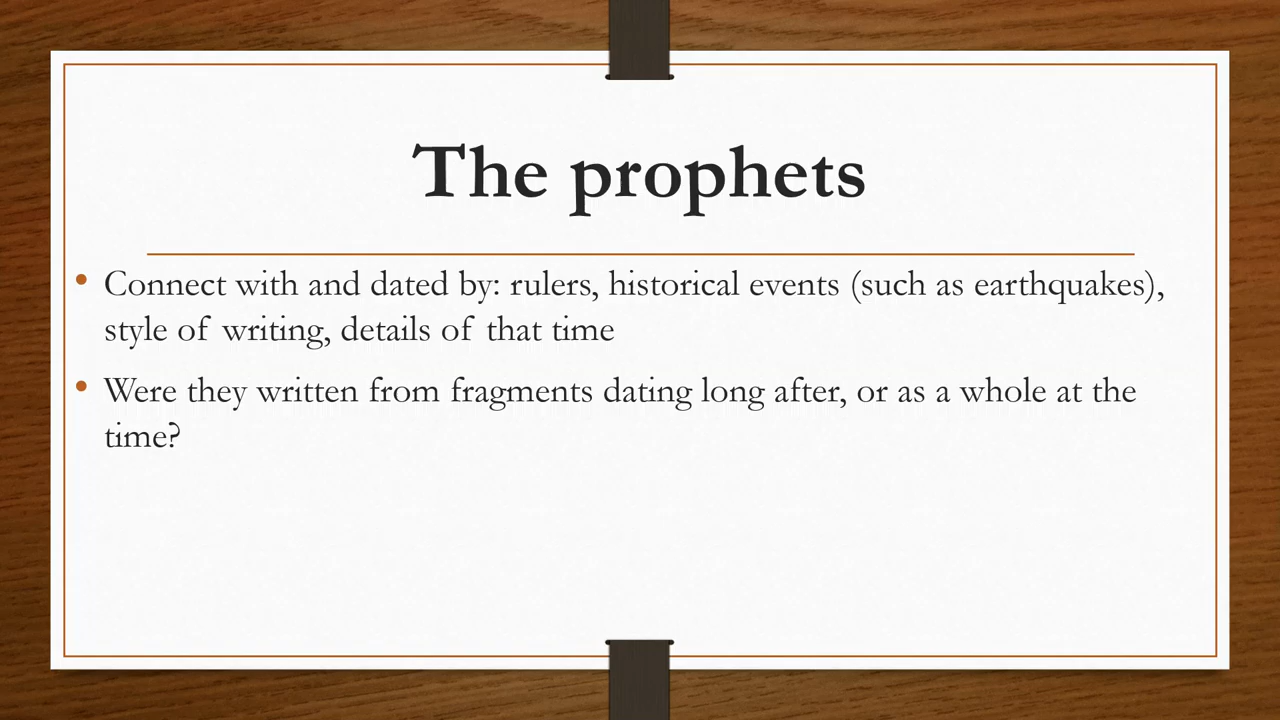 The prophets
• Connect with and dated by: rulers, historical events (such as earthquakes),
style of writing, details of that time
• Were they written from fragments dating long after, or as a whole at the
time?